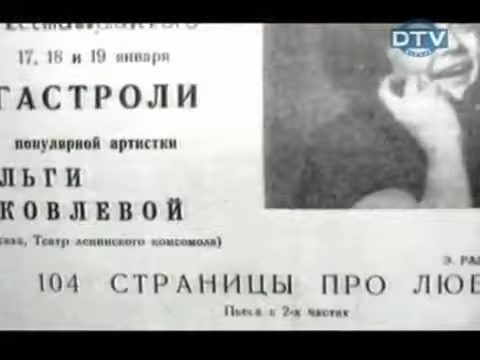 DTV
17, 18 и 19 января
ГАСТРОЛИ
популярной артистки
ЛЬГИ
КОВЛЕВОЙ
Театр ленинского комсомола)
Э. РА
104 СТРАНИЦЫ ПРО ЛЮБ
Пьеса в 2-х частях